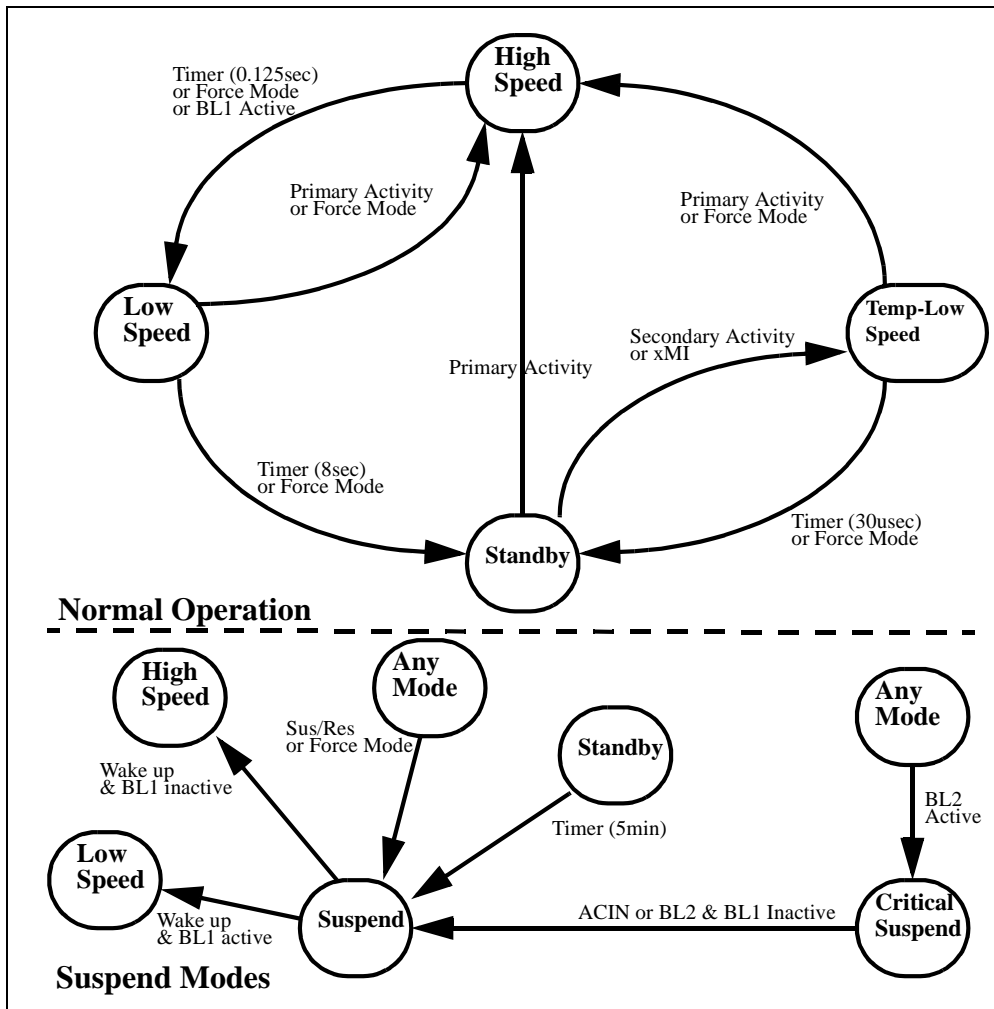 High
Speed
Timer (0.125sec)
or Force Mode
or BL1 Active
Primary Activity
or Force Mode
Primary Activity
or Force Mode
Low
Speed
Temp-Low
Speed
Secondary Activity
or xMI
Primary Activity
Timer (8sec)
or Force Mode
Timer (30usec)
or Force Mode
Standby
Normal Operation
High
Speed
Any
Mode
Any
Mode
Sus/Res
or Force Mode
Standby
Wake up
& BL1 inactive
BL2
Active
Timer (5min)
Low
Speed
Suspend
ACIN or BL2 & BL1 Inactive
Critical
Suspend
Wake up
& BL1 active
Suspend Modes